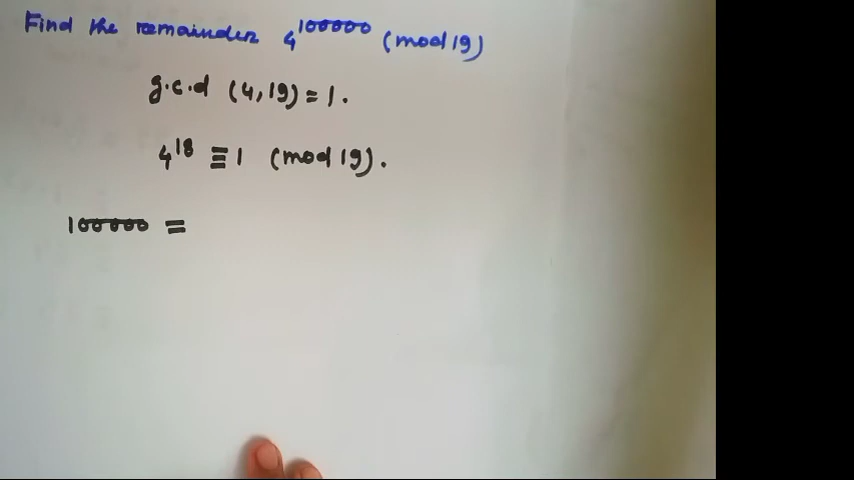 Find the remainder 4^100000 (mod 19)
g.c.d (4, 19) = 1.
4^18 ≡ 1 (mod 19).
100000 =